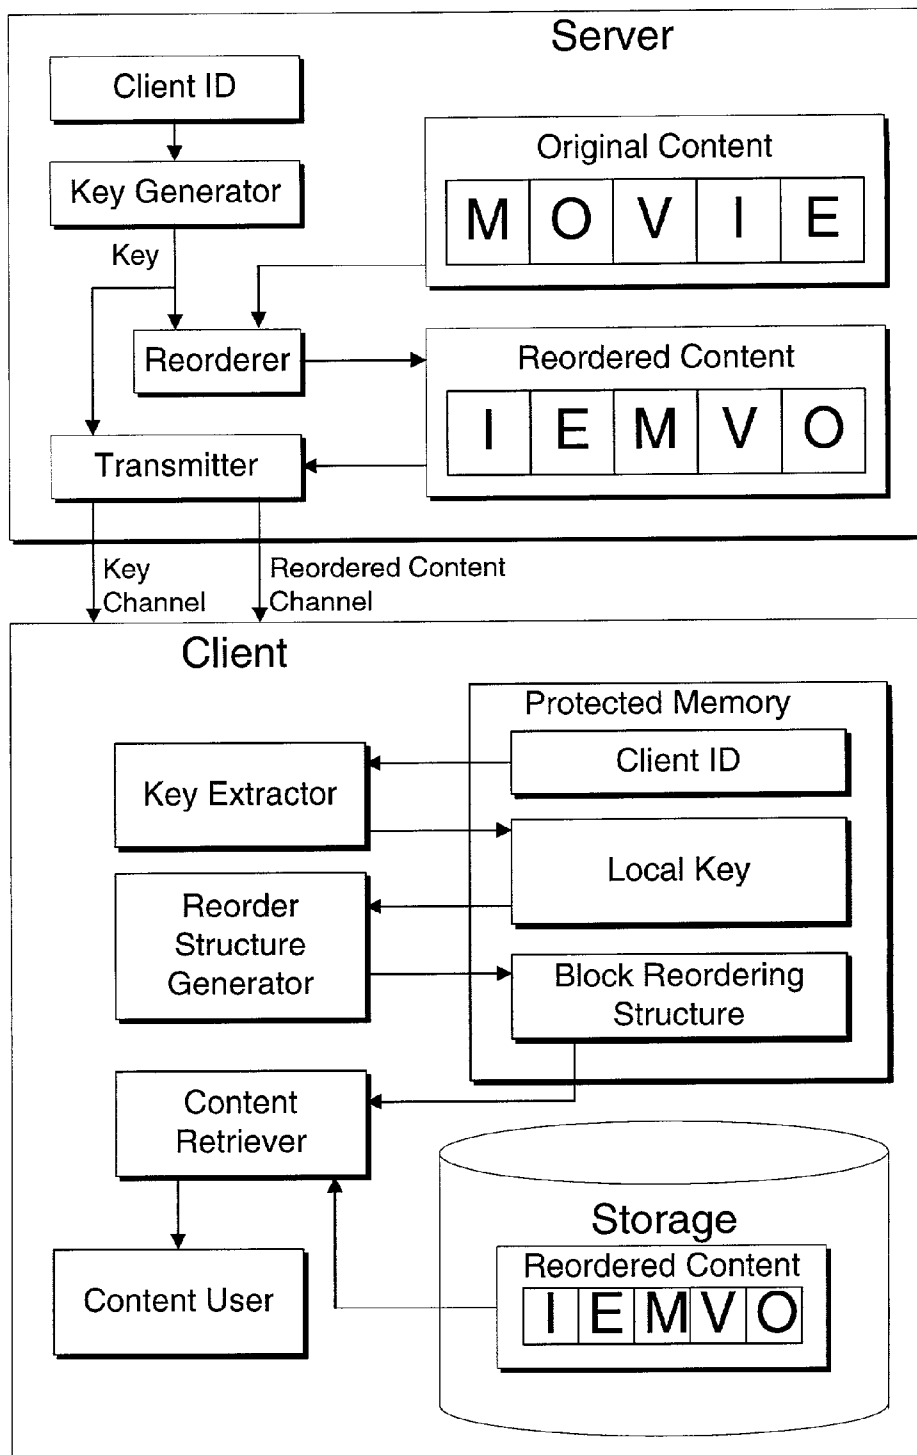 Server
Client ID
Key Generator
Key
Original Content
M O V I E
Reorderer
Reordered Content
I E M V O
Transmitter
Key
Channel
Reordered Content
Channel
Client
Protected Memory
Client ID
Key Extractor
Local Key
Reorder
Structure
Generator
Block Reordering
Structure
Content
Retriever
Storage
Reordered Content
I E M V O
Content User